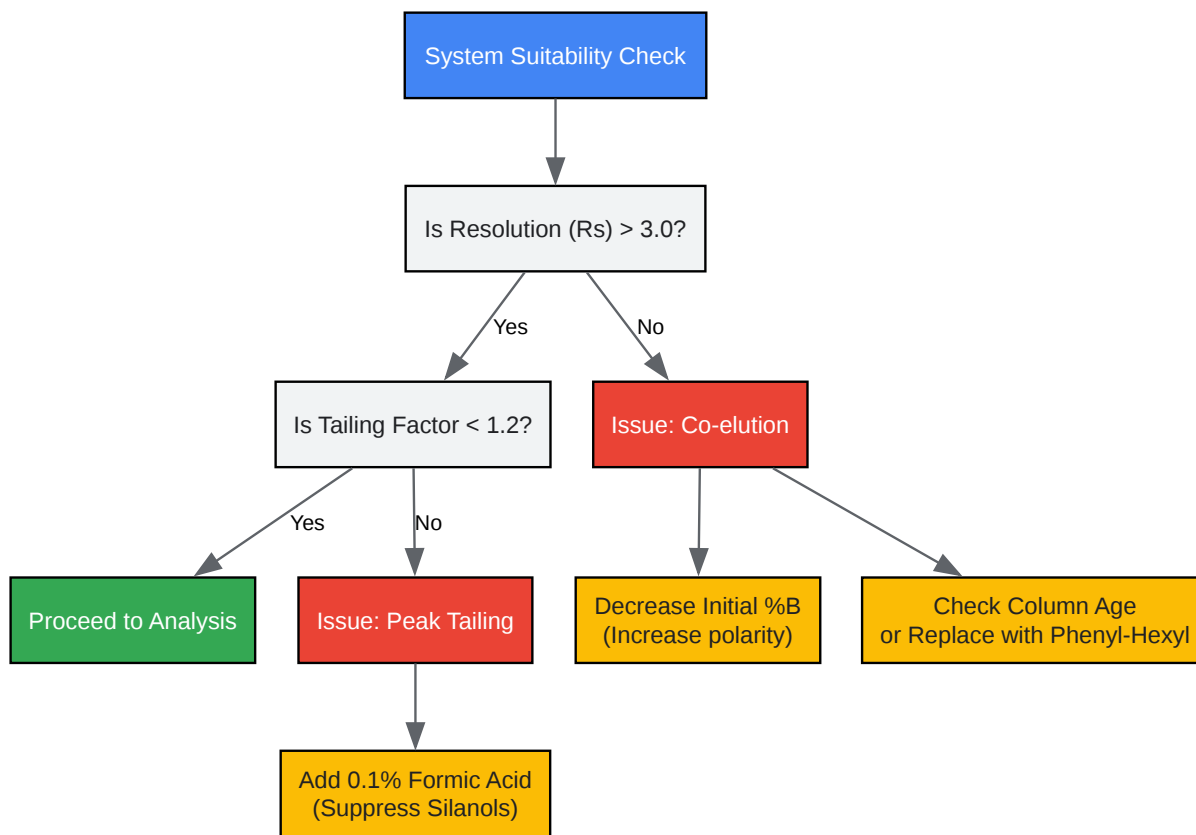 System Suitability Check
Is Resolution (Rs) > 3.0?
Yes
No
Is Tailing Factor < 1.2?
Issue: Co-elution
Yes
No
Proceed to Analysis
Issue: Peak Tailing
Decrease Initial %B
(Increase polarity)
Check Column Age
or Replace with Phenyl-Hexyl
Add 0.1% Formic Acid
(Suppress Silanols)